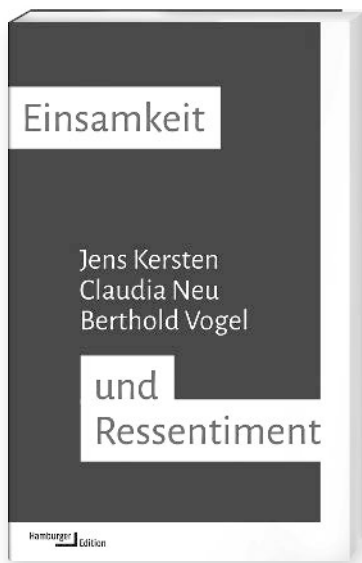 Einsamkeit
Jens Kersten
Claudia Neu
Berthold Vogel
und
Ressentiment
Hamburger Edition